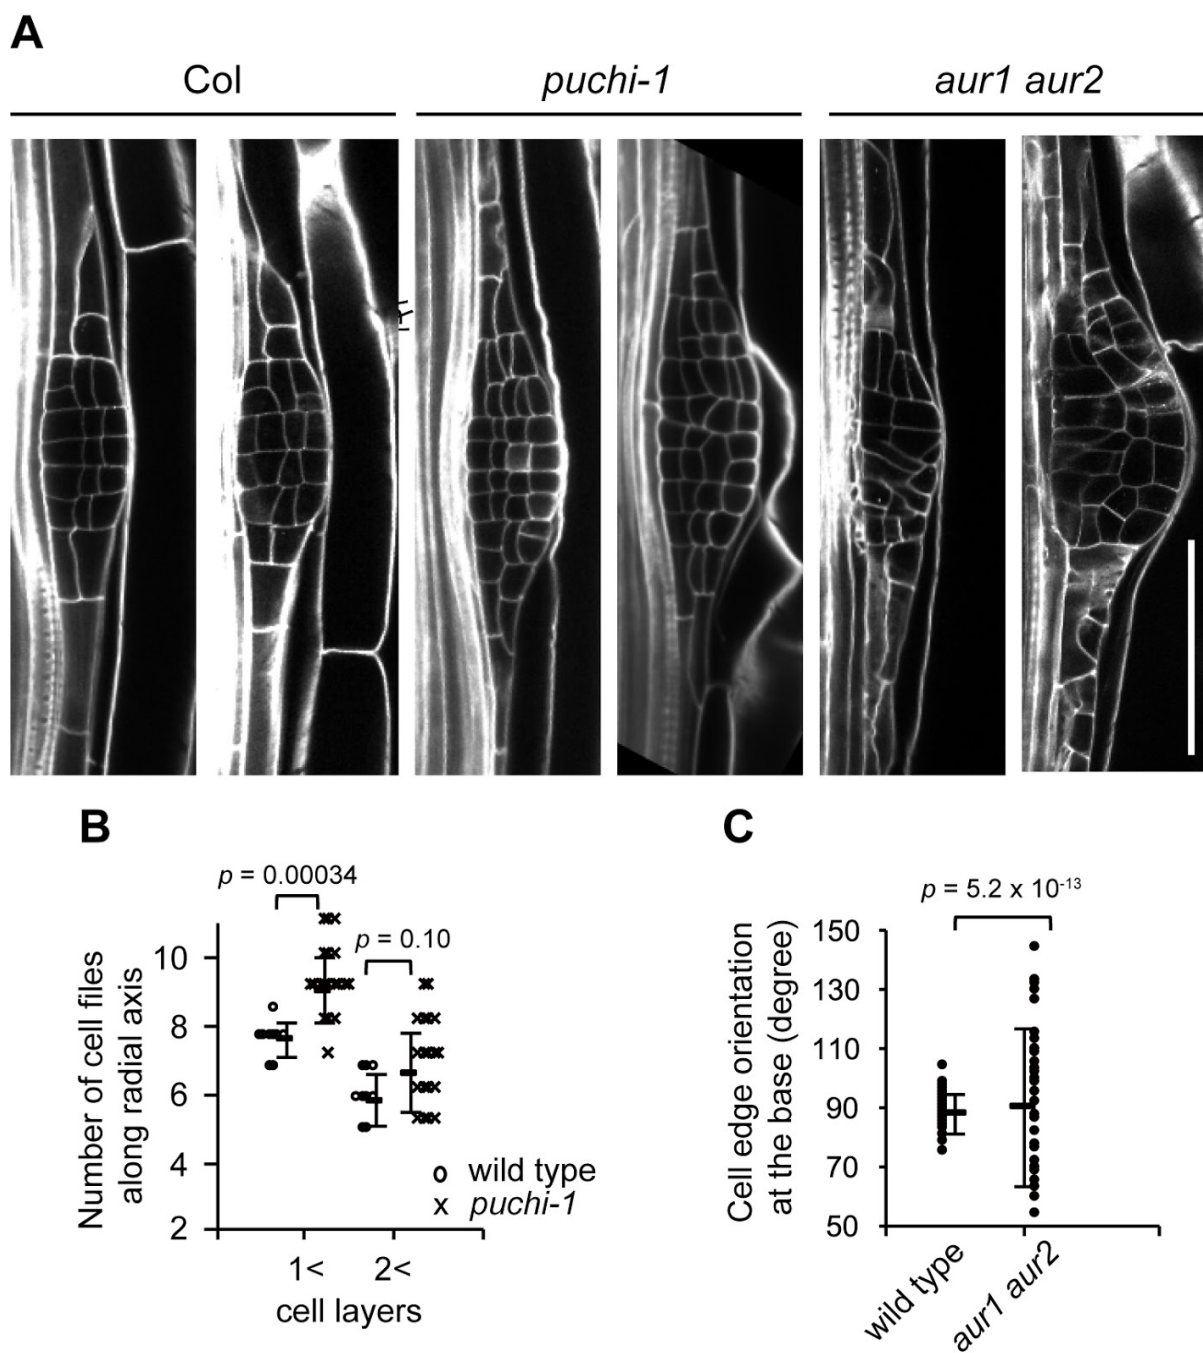 A
Col
puchi-1
aur1 aur2
B
p = 0.00034
p = 0.10
Number of cell files
along radial axis
10
8
6
4
2
wild type
puchi-1
1<
2<
cell layers
C
p = 5.2 x 10-13
Cell edge orientation
at the base (degree)
150
130
110
90
70
50
wild type
aur1 aur2